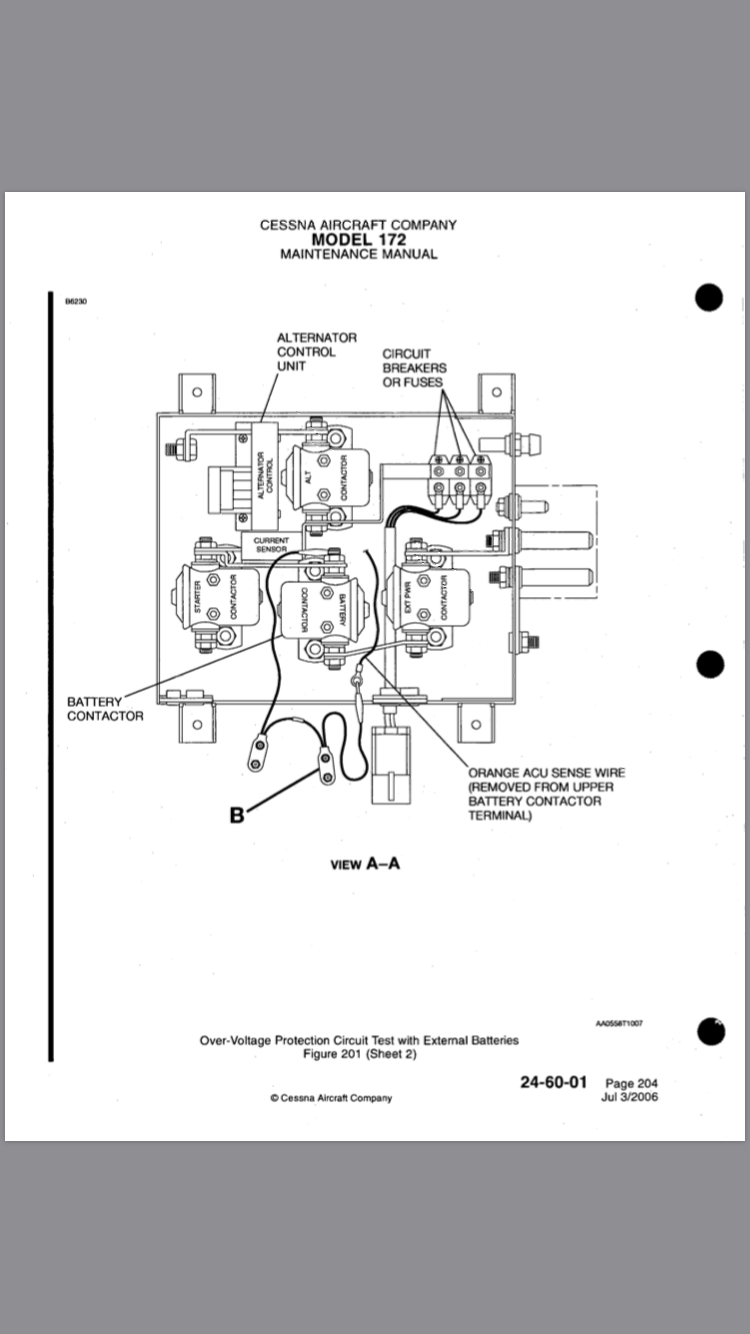 CESSNA AIRCRAFT COMPANY
MODEL 172
MAINTENANCE MANUAL
B6230
ALTERNATOR
CONTROL
UNIT
CIRCUIT
BREAKERS
OR FUSES
ALTERNATOR
CONTROL
ALT
CONTACTOR
CURRENT
SENSOR
STARTER
CONTACTOR
BATTERY
CONTACTOR
EXT PWR
CONTACTOR
BATTERY
CONTACTOR
ORANGE ACU SENSE WIRE
(REMOVED FROM UPPER
BATTERY CONTACTOR
TERMINAL)
B
VIEW A–A
AA0556T1007
Over-Voltage Protection Circuit Test with External Batteries
Figure 201 (Sheet 2)
24-60-01 Page 204
© Cessna Aircraft Company Jul 3/2006